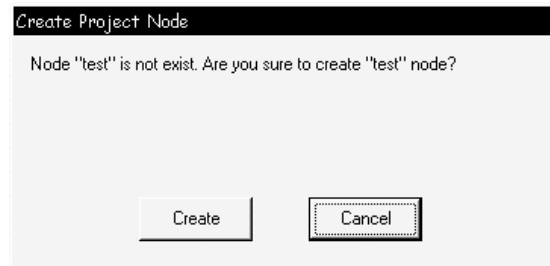 Create Project Node
Node "test" is not exist. Are you sure to create "test" node?
Create Cancel